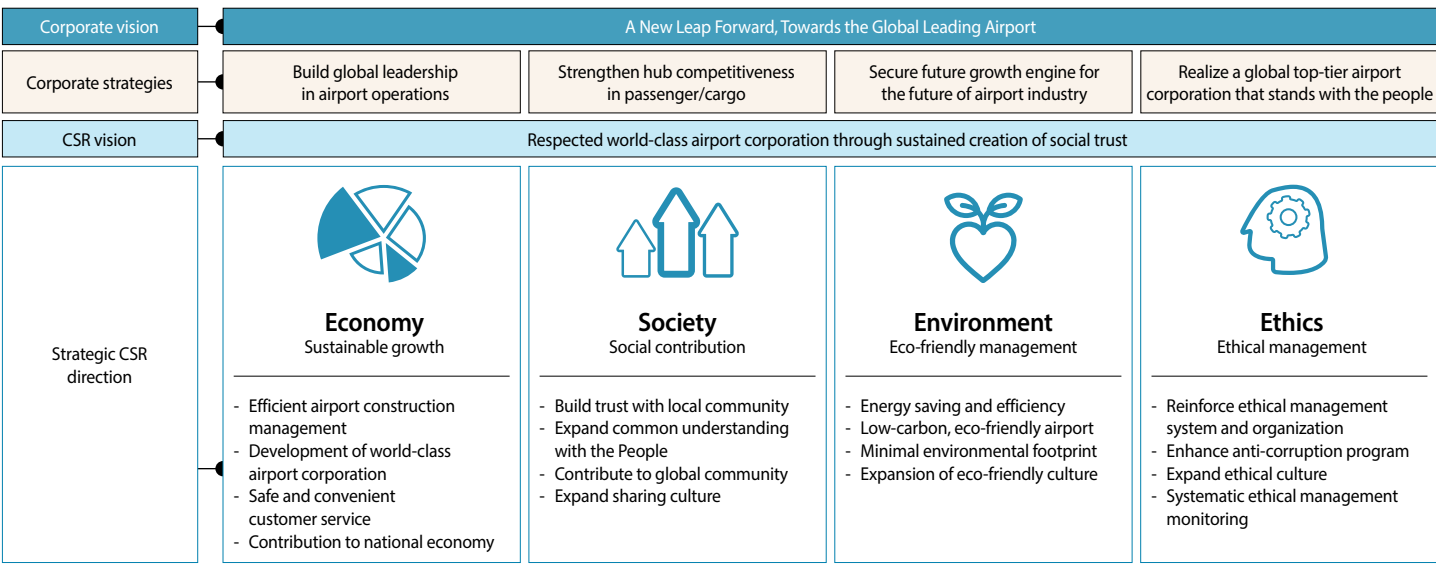 Corporate vision
A New Leap Forward, Towards the Global Leading Airport
Corporate strategies
Build global leadership
in airport operations
Strengthen hub competitiveness
in passenger/cargo
Secure future growth engine for
the future of airport industry
Realize a global top-tier airport
corporation that stands with the people
CSR vision
Respected world-class airport corporation through sustained creation of social trust
Strategic CSR
direction
Economy
Sustainable growth
- Efficient airport construction
management
- Development of world-class
airport corporation
- Safe and convenient
customer service
- Contribution to national economy
Society
Social contribution
- Build trust with local community
- Expand common understanding
with the People
- Contribute to global community
- Expand sharing culture
Environment
Eco-friendly management
- Energy saving and efficiency
- Low-carbon, eco-friendly airport
- Minimal environmental footprint
- Expansion of eco-friendly culture
Ethics
Ethical management
- Reinforce ethical management
system and organization
- Enhance anti-corruption program
- Expand ethical culture
- Systematic ethical management
monitoring